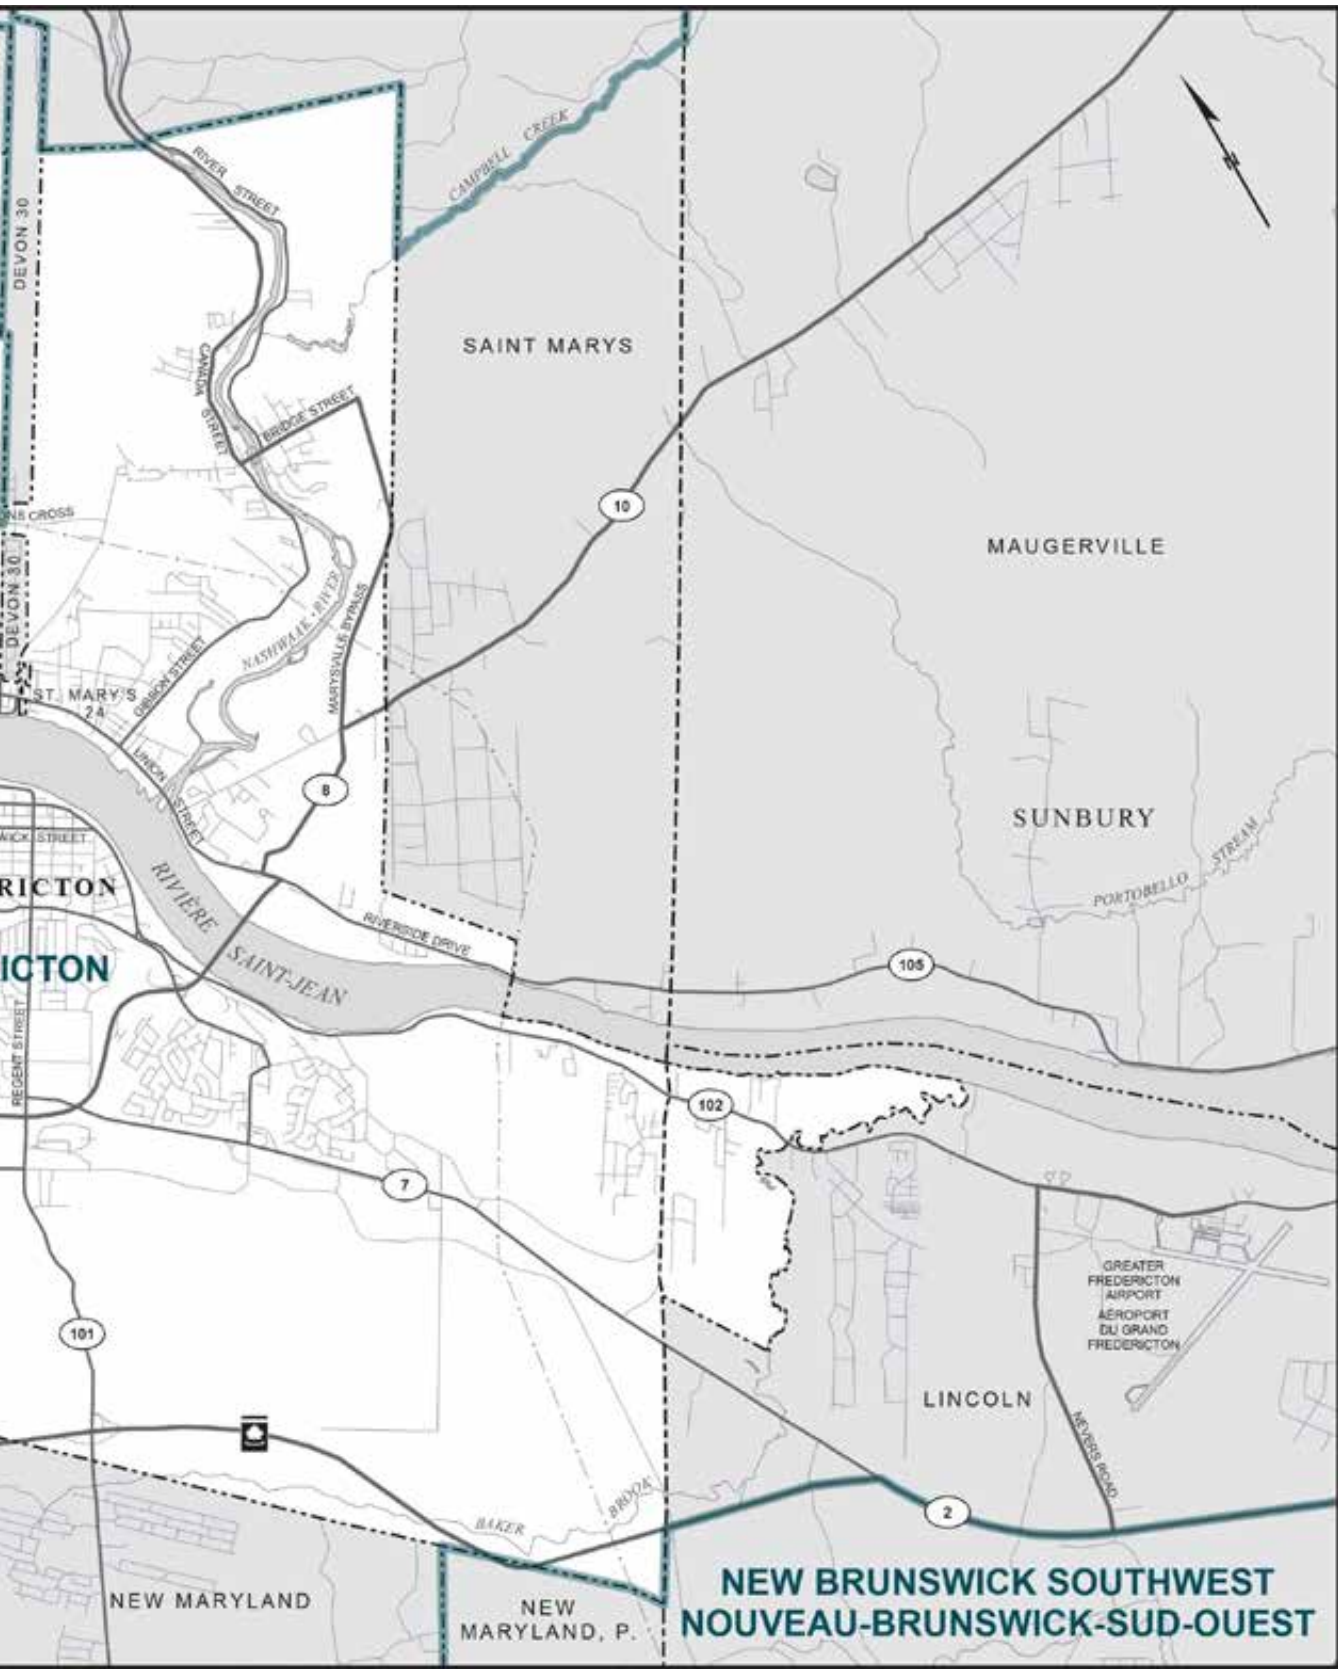 RIVER
STREET
CAMPBELL CREEK
N
DEVON 30
SAINT MARYS
CANADA
STREET
BRIDGE STREET
10
CROSS
MAUGERVILLE
DEVON 30
NASHWAAK RIVER
MARYSVILLE BYPASS
GIBSON STREET
ST. MARY'S
24
UNION
STREET
8
SUNBURY
PORTOBELLO STREAM
WICK STREET
RICTON
RIVIÈRE
SAINT-JEAN
RIVERSIDE DRIVE
105
ICTON
REGENT STREET
102
7
GREATER
FREDERICTON
AIRPORT
AÉROPORT
DU GRAND
FREDERICTON
101
LINCOLN
NEVERS ROAD
BAKER BROOK
2
NEW MARYLAND
NEW
MARYLAND, P.
NEW BRUNSWICK SOUTHWEST
NOUVEAU-BRUNSWICK-SUD-OUEST